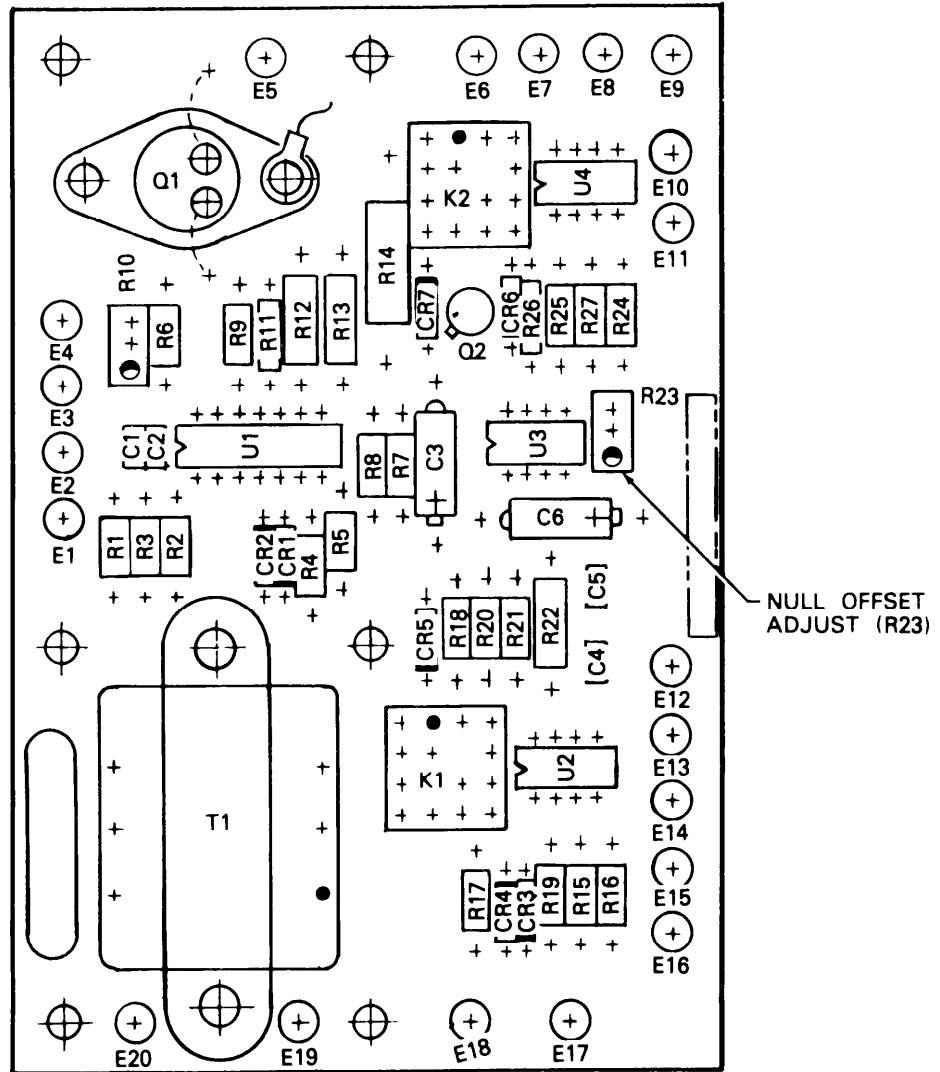 E5
E6
E7
E8
E9
Q1
K2
U4
E10
E11
R10
R14
R6
R9
R11
R12
R13
CR7
Q2
CR6
R26
R25
R27
R24
E4
E3
E2
E1
C1
C2
U1
R8
R7
C3
U3
R23
C6
R1
R3
R2
CR2
CR1
R4
R5
CR5
R18
R20
R21
R22
[C5]
[C4]
NULL OFFSET
ADJUST (R23)
E12
E13
E14
E15
E16
T1
K1
U2
R17
CR4
CR3
R19
R15
R16
E20
E19
E18
E17